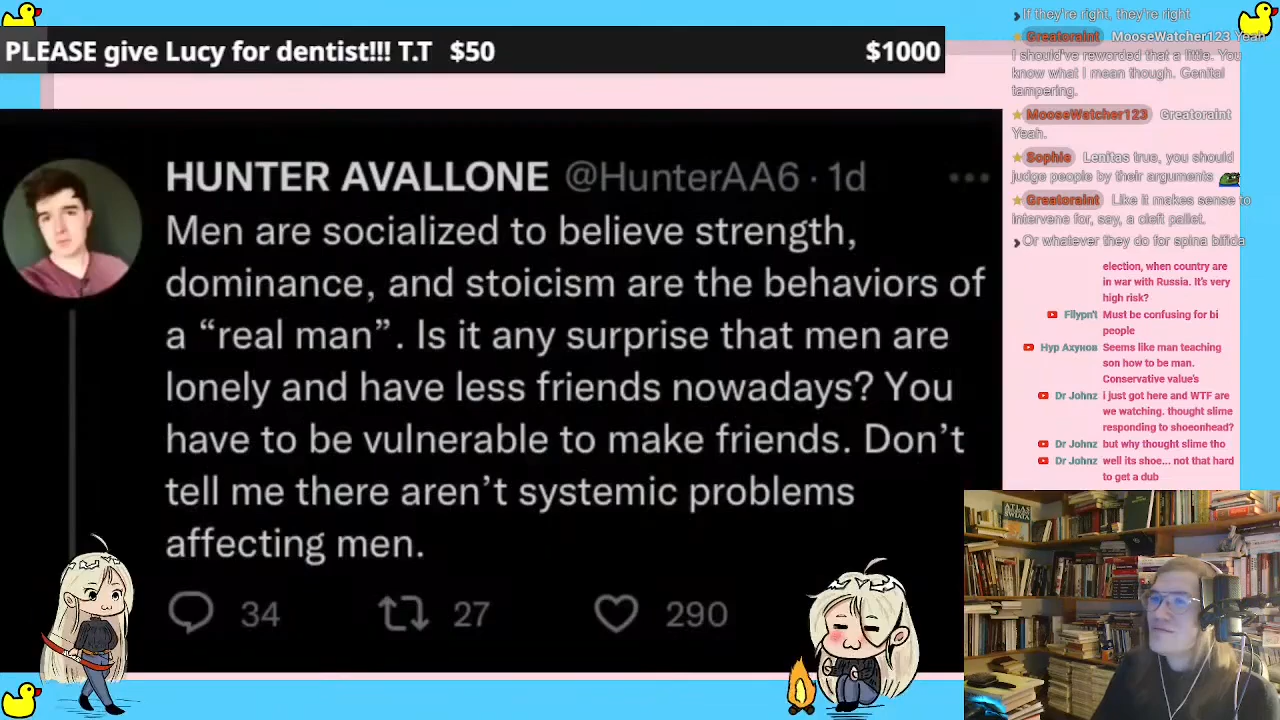 PLEASE give Lucy for dentist!!! T.T $50 $1000
HUNTER AVALLONE @HunterAA6 · 1d
Men are socialized to believe strength,
dominance, and stoicism are the behaviors of
a “real man”. Is it any surprise that men are
lonely and have less friends nowadays? You
have to be vulnerable to make friends. Don’t
tell me there aren’t systemic problems
affecting men.
34 27 290
If they're right, they're right
Greatoraint MooseWatcher123 Yeah
I should've reworded that a little. You
know what I mean though. Genital
tampering.
MooseWatcher123 Greatoraint
Yeah.
Sophie Lenitas true, you should
judge people by their arguments
Greatoraint Like it makes sense to
intervene for, say, a cleft pallet.
Or whatever they do for spina bifida
election, when country are
in war with Russia. It's very
high risk?
Filypn't Must be confusing for bi
people
Нур Ахунов Seems like man teaching
son how to be man.
Conservative value's
Dr Johnz i just got here and WTF are
we watching. thought slime
responding to shoeonhead?
Dr Johnz but why thought slime tho
Dr Johnz well its shoe... not that hard
to get a dub
ATLAS
ŚWIATA